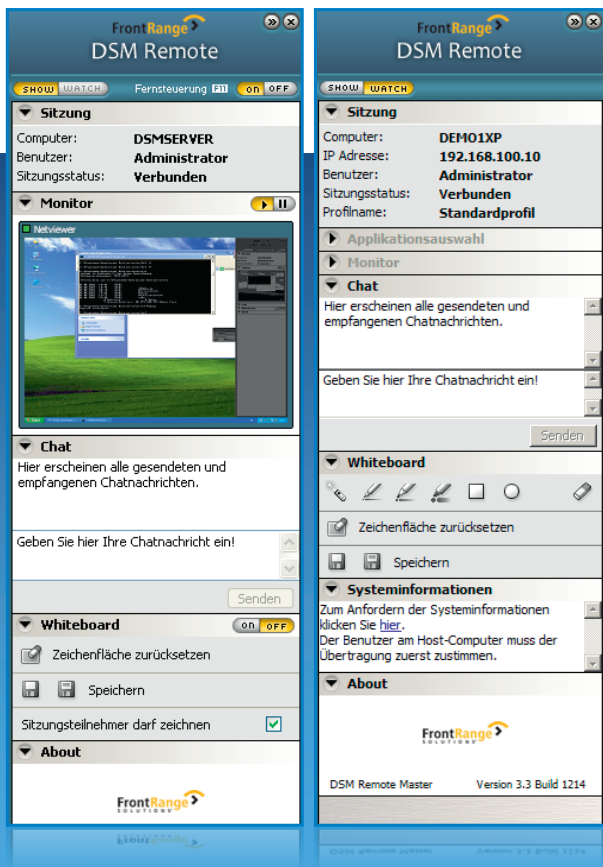 FrontRange
DSM Remote
SHOW WATCH Fernsteuerung F11 on OFF
Sitzung
Computer: DSMSERVER
Benutzer: Administrator
Sitzungsstatus: Verbunden
Monitor
Netviewer
Chat
Hier erscheinen alle gesendeten und
empfangenen Chatnachrichten.
Geben Sie hier Ihre Chatnachricht ein!
Senden
Whiteboard on OFF
Zeichenfläche zurücksetzen
Speichern
Sitzungsteilnehmer darf zeichnen
About
FrontRange
SOLUTIONS
FrontRange
DSM Remote
SHOW WATCH
Sitzung
Computer: DEMO1XP
IP Adresse: 192.168.100.10
Benutzer: Administrator
Sitzungsstatus: Verbunden
Profilname: Standardprofil
Applikationsauswahl
Monitor
Chat
Hier erscheinen alle gesendeten und
empfangenen Chatnachrichten.
Geben Sie hier Ihre Chatnachricht ein!
Senden
Whiteboard
Zeichenfläche zurücksetzen
Speichern
Systeminformationen
Zum Anfordern der Systeminformationen
klicken Sie hier.
Der Benutzer am Host-Computer muss der
Übertragung zuerst zustimmen.
About
FrontRange
SOLUTIONS
DSM Remote Master Version 3.3 Build 1214